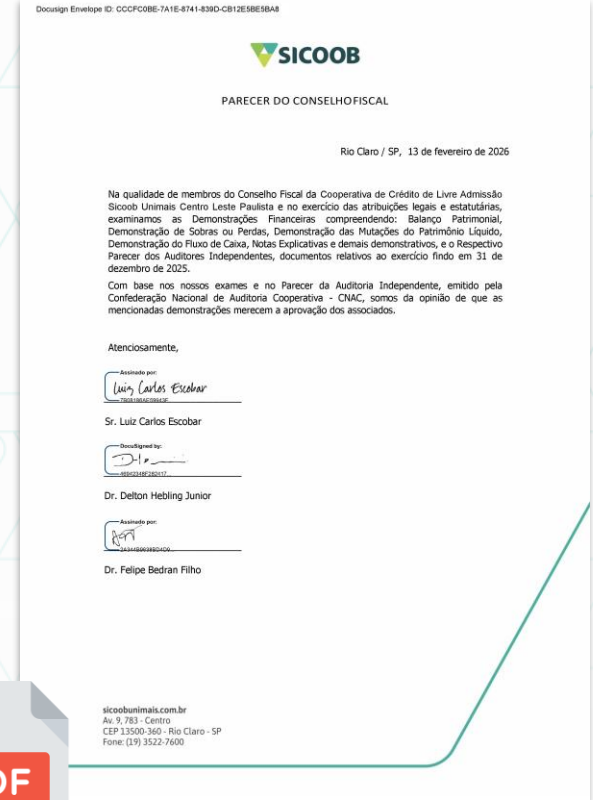 Docusign Envelope ID: CCCFC0BE-7A1E-8741-839D-CB12E5BE5BA8
SICOOB
PARECER DO CONSELHO FISCAL
Rio Claro / SP, 13 de fevereiro de 2026
Na qualidade de membros do Conselho Fiscal da Cooperativa de Crédito de Livre Admissão
Sicoob Unimais Centro Leste Paulista e no exercício das atribuições legais e estatutárias,
examinamos as Demonstrações Financeiras compreendendo: Balanço Patrimonial,
Demonstração de Sobras ou Perdas, Demonstração das Mutações do Patrimônio Líquido,
Demonstração do Fluxo de Caixa, Notas Explicativas e demais demonstrativos, e o Respectivo
Parecer dos Auditores Independentes, documentos relativos ao exercício findo em 31 de
dezembro de 2025.
Com base nos nossos exames e no Parecer da Auditoria Independente, emitido pela
Confederação Nacional de Auditoria Cooperativa - CNAC, somos da opinião de que as
mencionadas demonstrações merecem a aprovação dos associados.
Atenciosamente,
Assinado por:
Luiz Carlos Escobar
Sr. Luiz Carlos Escobar
DocuSigned by:
Dr. Delton Hebling Junior
Assinado por:
Dr. Felipe Bedran Filho
sicoobunimais.com.br
Av. 9, 783 - Centro
CEP 13500-360 - Rio Claro - SP
Fone: (19) 3522-7600
DF